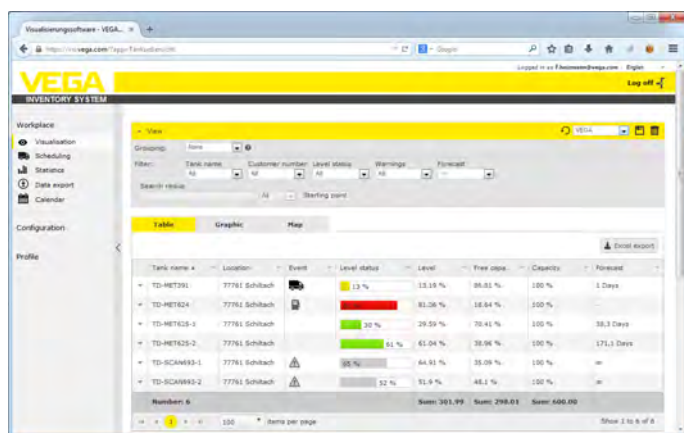 Visualisierungssoftware - VEGA...
Google
Log off
VEGA
INVENTORY SYSTEM
Workplace
Visualisation
Scheduling
Statistics
Data export
Calendar
Configuration
Profile
View
VEGA
Grouping: None
Filter: Tank name Customer number Level status Warnings Forecast
All All All All
Search radius
All Starting point
Table Graphic Map
Excel export
Tank name Location Event Level status Level Free capa. Capacity Forecast
TD-MET391 77761 Schiltach 13 % 13.19 % 86.81 % 100 % 1 Days
TD-MET624 77761 Schiltach 81.36 % 18.64 % 100 %
TD-MET625-1 77761 Schiltach 30 % 29.59 % 70.41 % 100 % 38.3 Days
TD-MET625-2 77761 Schiltach 61 % 61.04 % 38.96 % 100 % 171.1 Days
TD-SCAN693-1 77761 Schiltach 65 % 64.91 % 35.09 % 100 % ∞
TD-SCAN693-2 77761 Schiltach 52 % 51.9 % 48.1 % 100 % ∞
Number: 6 Sum: 301.99 Sum: 298.01 Sum: 600.00
1 100 items per page Show 1 to 6 of 6